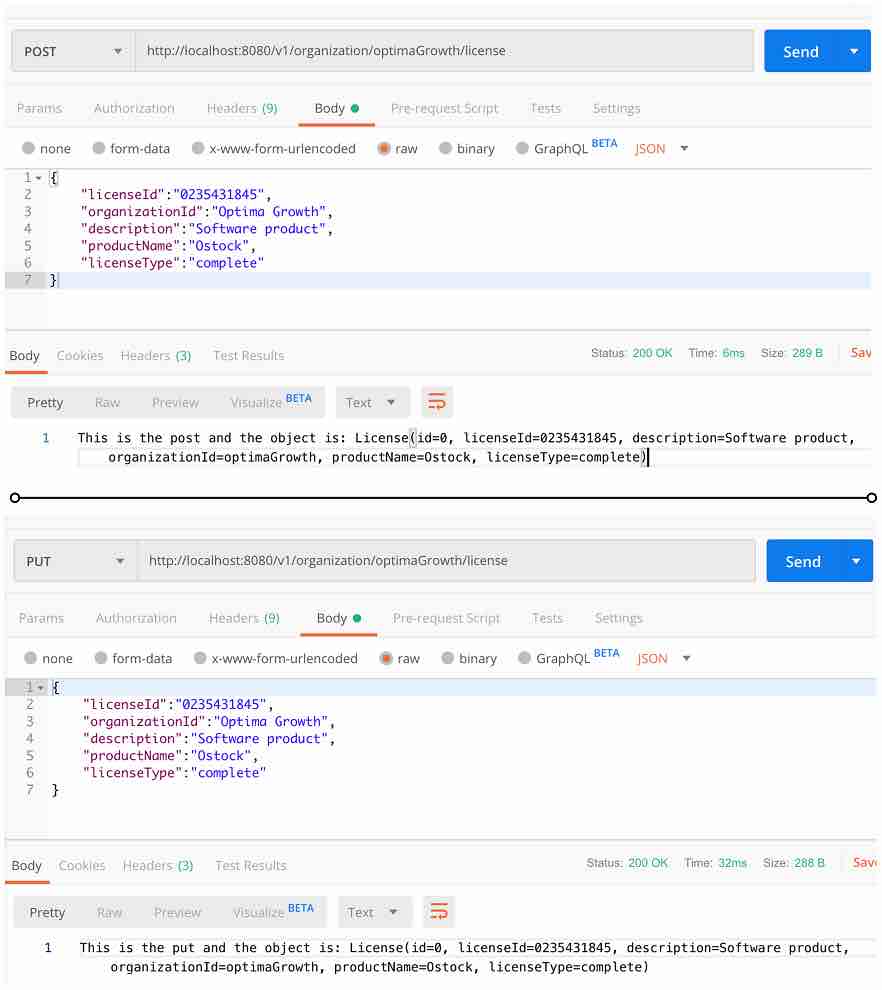 POST http://localhost:8080/v1/organization/optimaGrowth/license Send
Params Authorization Headers (9) Body Pre-request Script Tests Settings
none form-data x-www-form-urlencoded raw binary GraphQL BETA JSON
1 {
2 "licenseId":"0235431845",
3 "organizationId":"Optima Growth",
4 "description":"Software product",
5 "productName":"Ostock",
6 "licenseType":"complete"
7 }
Body Cookies Headers (3) Test Results Status: 200 OK Time: 6ms Size: 289 B Sav
Pretty Raw Preview Visualize BETA Text
1 This is the post and the object is: License(id=0, licenseId=0235431845, description=Software product,
organizationId=optimaGrowth, productName=Ostock, licenseType=complete)
PUT http://localhost:8080/v1/organization/optimaGrowth/license Send
Params Authorization Headers (9) Body Pre-request Script Tests Settings
none form-data x-www-form-urlencoded raw binary GraphQL BETA JSON
1 {
2 "licenseId":"0235431845",
3 "organizationId":"Optima Growth",
4 "description":"Software product",
5 "productName":"Ostock",
6 "licenseType":"complete"
7 }
Body Cookies Headers (3) Test Results Status: 200 OK Time: 32ms Size: 288 B Save
Pretty Raw Preview Visualize BETA Text
1 This is the put and the object is: License(id=0, licenseId=0235431845, description=Software product,
organizationId=optimaGrowth, productName=Ostock, licenseType=complete)